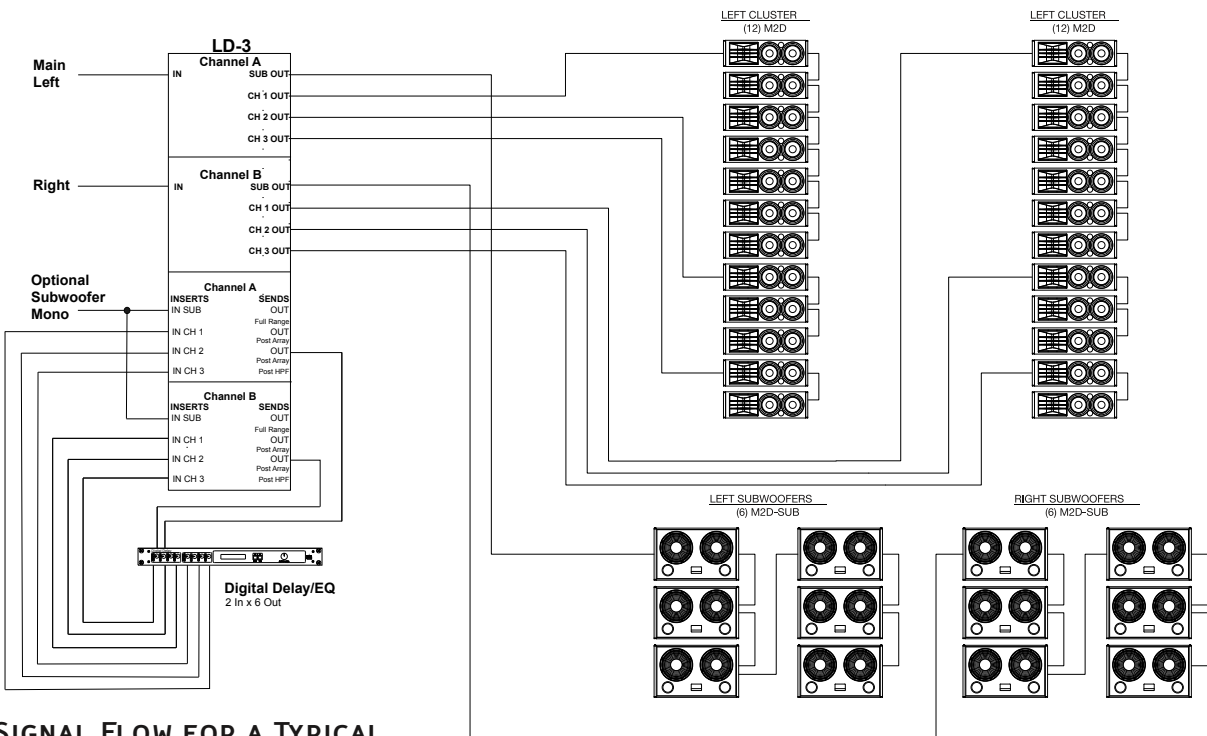 LD-3
Channel A
Main
Left
IN
SUB OUT
CH 1 OUT
CH 2 OUT
CH 3 OUT
Channel B
Right
IN
SUB OUT
CH 1 OUT
CH 2 OUT
CH 3 OUT
Optional
Subwoofer
Mono
Channel A
INSERTS SENDS
IN SUB OUT
Full Range
IN CH 1 OUT
Post Array
IN CH 2 OUT
Post Array
IN CH 3 Post HPF
Channel B
INSERTS SENDS
IN SUB OUT
Full Range
IN CH 1 OUT
Post Array
IN CH 2 OUT
Post Array
IN CH 3 Post HPF
Digital Delay/EQ
2 In x 6 Out
LEFT CLUSTER
(12) M2D
LEFT CLUSTER
(12) M2D
LEFT SUBWOOFERS
(6) M2D-SUB
RIGHT SUBWOOFERS
(6) M2D-SUB
SIGNAL FLOW FOR A TYPICAL